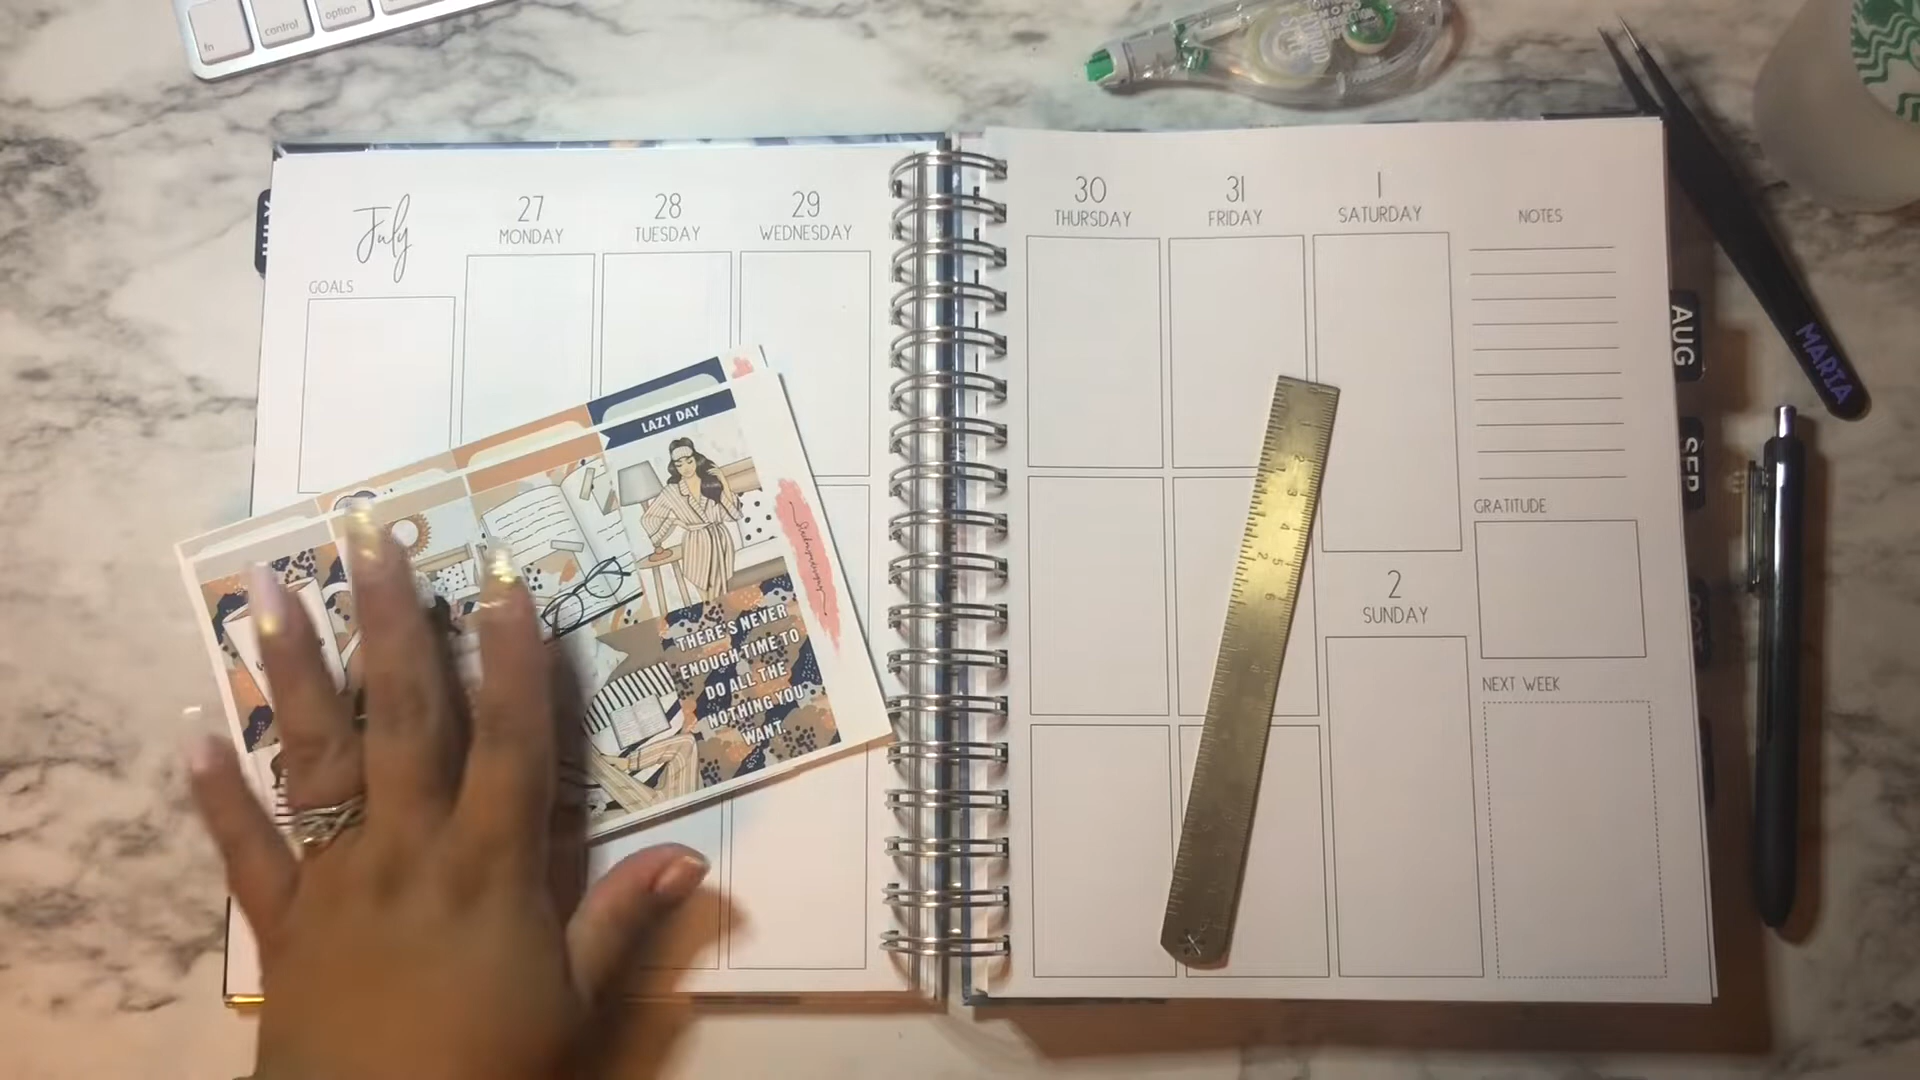 fn
control
option
July
27
MONDAY
28
TUESDAY
29
WEDNESDAY
GOALS
30
THURSDAY
31
FRIDAY
1
SATURDAY
NOTES
2
SUNDAY
GRATITUDE
NEXT WEEK
AUG
SEP
MARIA
LAZY DAY
THERE'S NEVER
ENOUGH TIME TO
DO ALL THE
NOTHING YOU
WANT.
MONO